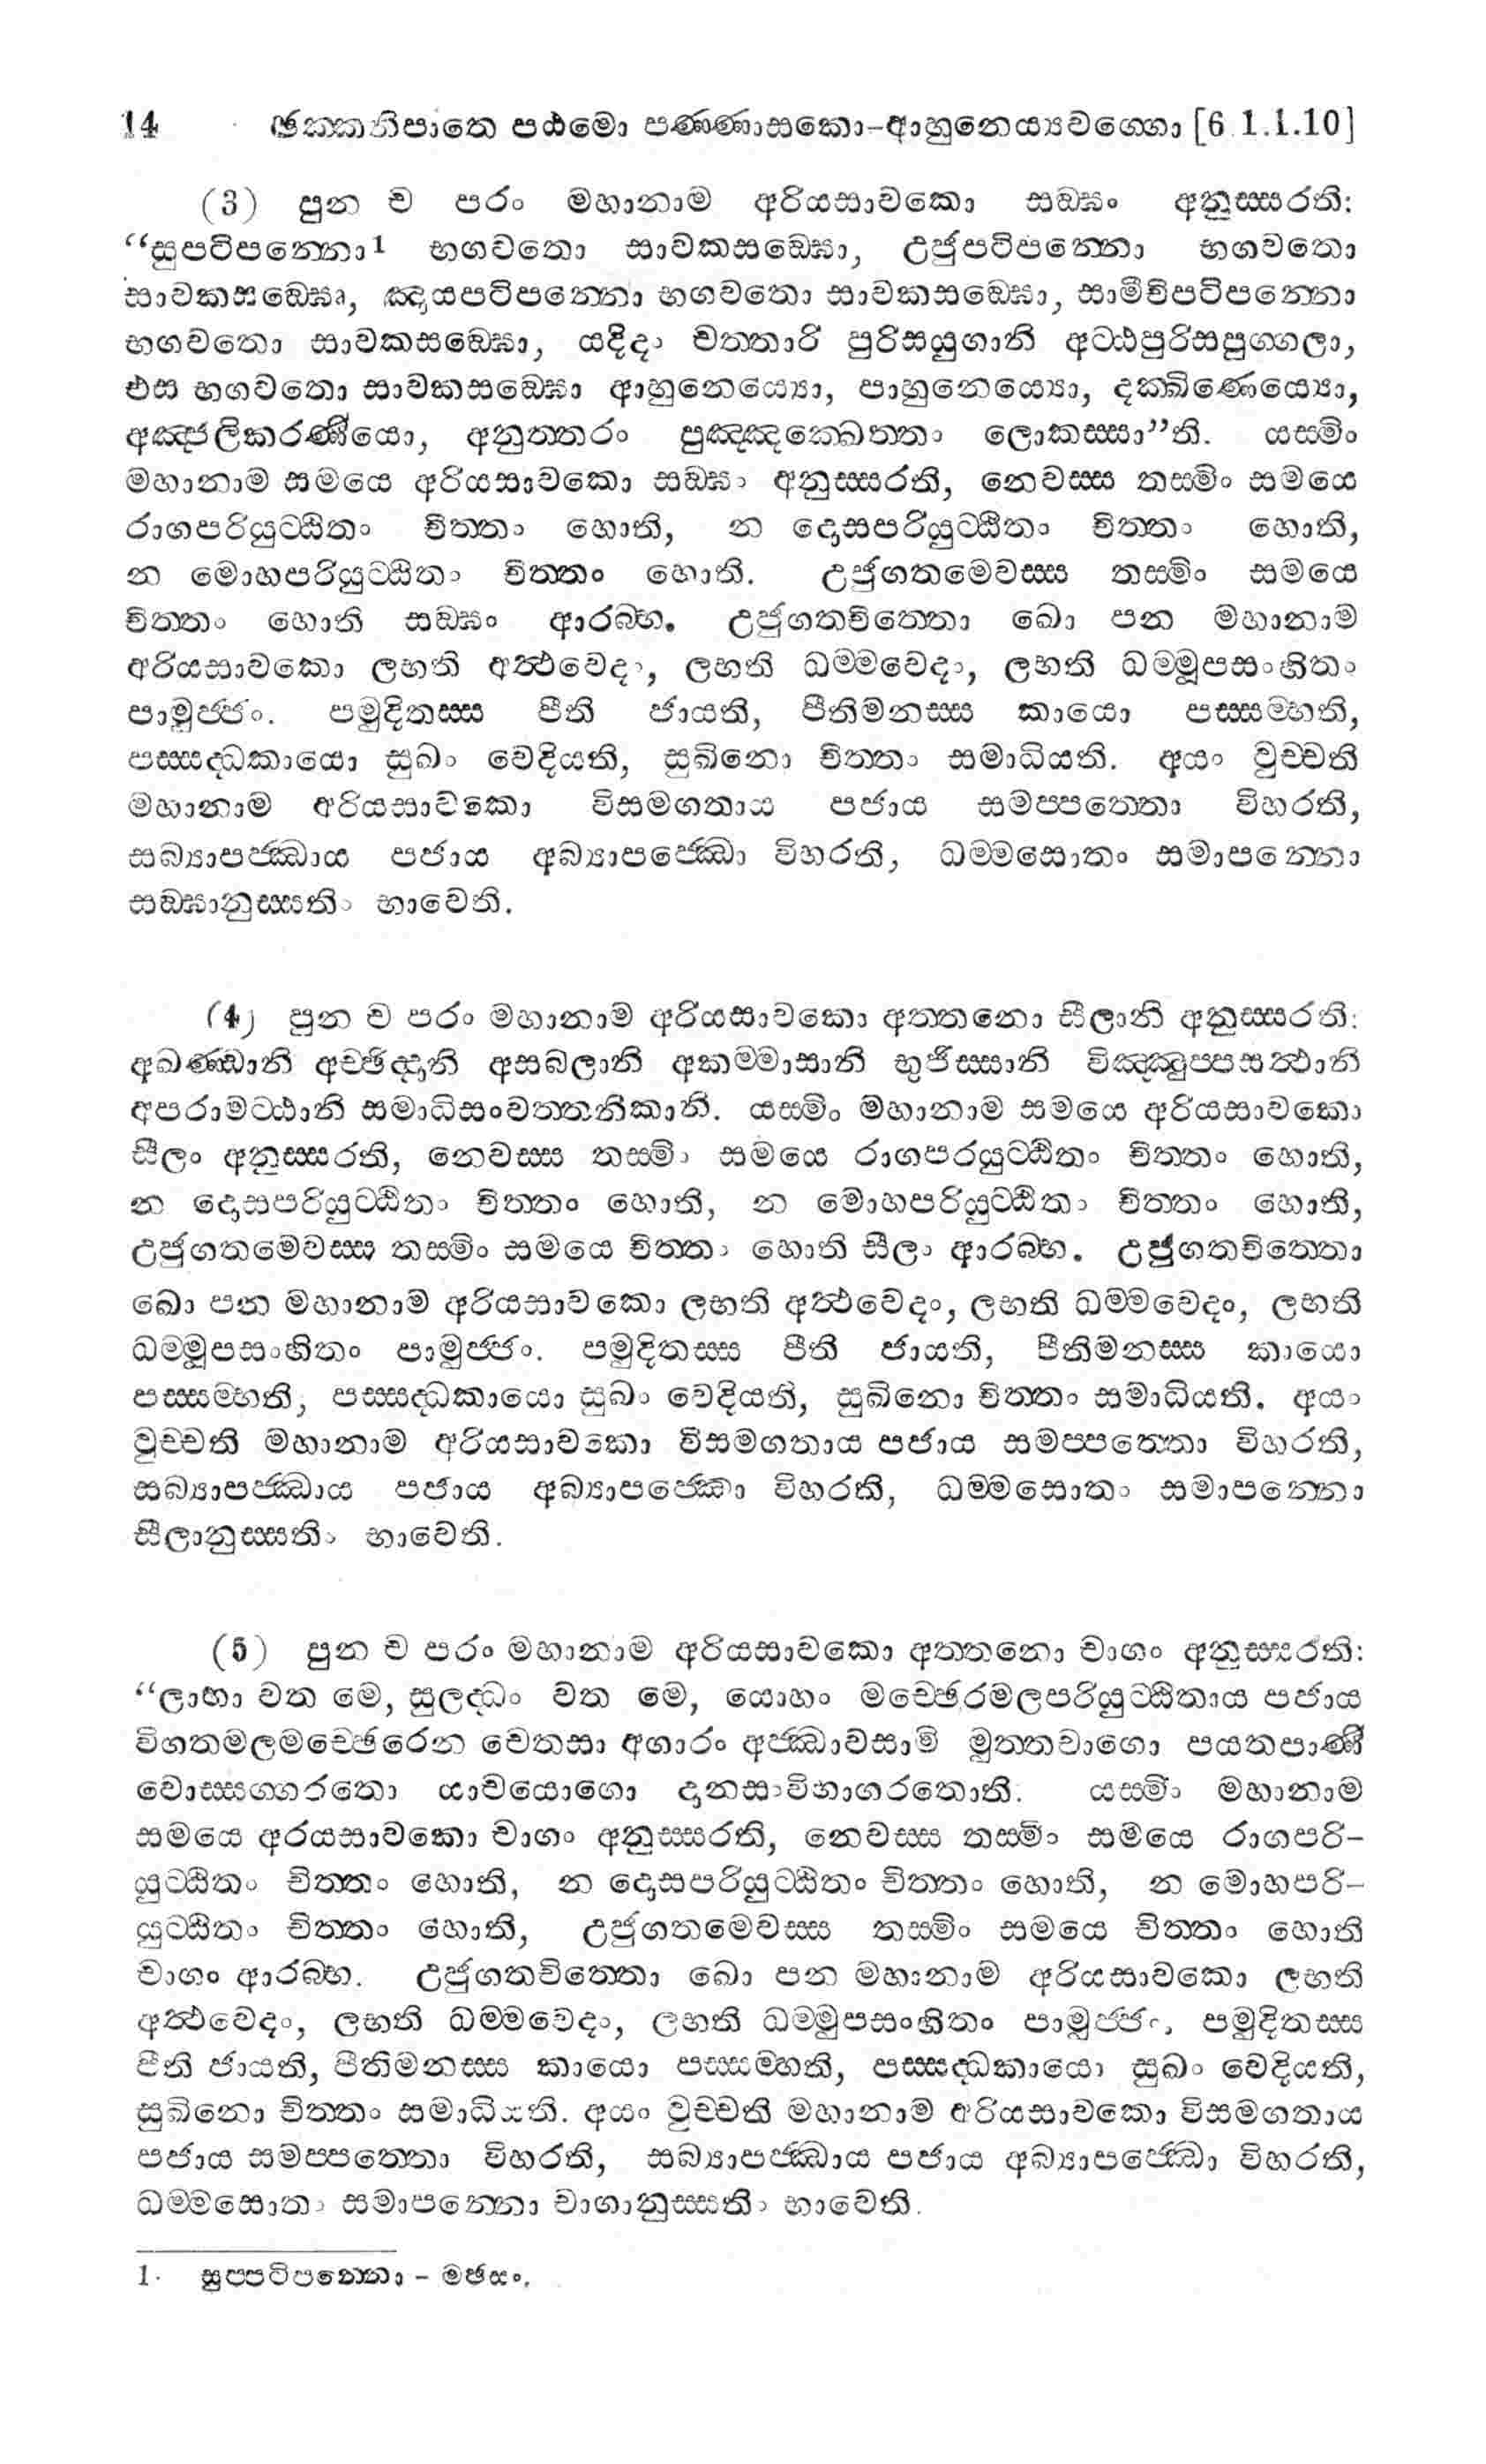 14 ඡක්කනිපාතෙ පඨමො පණ්ණාසකො-ආහුනෙය්‍යවග්ගො [6.1.1.10]
(3) පුන ච පරං මහානාම අරියසාවකො සඞ්ඝං අනුස්සරති:
“සුපටිපන්නො1 භගවතො සාවකසඞ්ඝො, උජුපටිපන්නො භගවතො
සාවකසඞ්ඝො, ඤායපටිපන්නො භගවතො සාවකසඞ්ඝො, සාමීචිපටිපන්නො
භගවතො සාවකසඞ්ඝො, යදිදං චත්තාරි පුරිසයුගානි අට්ඨපුරිසපුග්ගලා,
එස භගවතො සාවකසඞ්ඝො ආහුනෙය්‍යො, පාහුනෙය්‍යො, දක්ඛිණෙය්‍යො,
අඤ්ජලිකරණීයො, අනුත්තරං පුඤ්ඤක්ඛෙත්තං ලොකස්සා”ති. යස්මිං
මහානාම සමයෙ අරියසාවකො සඞ්ඝං අනුස්සරති, නෙවස්ස තස්මිං සමයෙ
රාගපරියුට්ඨිතං චිත්තං හොති, න දොසපරියුට්ඨිතං චිත්තං හොති,
න මොහපරියුට්ඨිතං චිත්තං හොති. උජුගතමෙවස්ස තස්මිං සමයෙ
චිත්තං හොති සඞ්ඝං ආරබ්භ. උජුගතචිත්තො ඛො පන මහානාම
අරියසාවකො ලභති අත්ථවෙදං, ලභති ධම්මවෙදං, ලභති ධම්මූපසංහිතං
පාමුජ්ජං. පමුදිතස්ස පීති ජායති, පීතිමනස්ස කායො පස්සම්භති,
පස්සද්ධකායො සුඛං වෙදියති, සුඛිනො චිත්තං සමාධියති. අයං වුච්චති
මහානාම අරියසාවකො විසමගතාය පජාය සමප්පත්තො විහරති,
සබ්‍යාපජ්ඣාය පජාය අබ්‍යාපජ්ඣො විහරති, ධම්මසොතං සමාපන්නො
සඞ්ඝානුස්සතිං භාවෙති.
(4) පුන ච පරං මහානාම අරියසාවකො අත්තනො සීලානි අනුස්සරති:
අඛණ්ඩානි අච්ඡිද්දානි අසබලානි අකම්මාසානි භුජිස්සානි විඤ්ඤුප්පසත්ථානි
අපරාමට්ඨානි සමාධිසංවත්තනිකානි. යස්මිං මහානාම සමයෙ අරියසාවකො
සීලං අනුස්සරති, නෙවස්ස තස්මිං සමයෙ රාගපරයුට්ඨිතං චිත්තං හොති,
න දොසපරියුට්ඨිතං චිත්තං හොති, න මොහපරියුට්ඨිතං චිත්තං හොති,
උජුගතමෙවස්ස තස්මිං සමයෙ චිත්තං හොති සීලං ආරබ්භ. උජුගතචිත්තො
ඛො පන මහානාම අරියසාවකො ලභති අත්ථවෙදං, ලභති ධම්මවෙදං, ලභති
ධම්මූපසංහිතං පාමුජ්ජං. පමුදිතස්ස පීති ජායති, පීතිමනස්ස කායො
පස්සම්භති, පස්සද්ධකායො සුඛං වෙදියති, සුඛිනො චිත්තං සමාධියති. අයං
වුච්චති මහානාම අරියසාවකො විසමගතාය පජාය සමප්පත්තො විහරති,
සබ්‍යාපජ්ඣාය පජාය අබ්‍යාපජ්ඣො විහරති, ධම්මසොතං සමාපන්නො
සීලානුස්සතිං භාවෙති.
(5) පුන ච පරං මහානාම අරියසාවකො අත්තනො චාගං අනුස්සරති:
“ලාභා වත මෙ, සුලද්ධං වත මෙ, යොහං මච්ඡෙරමලපරියුට්ඨිතාය පජාය
විගතමලමච්ඡෙරෙන චෙතසා අගාරං අජ්ඣාවසාමි මුත්තචාගො පයතපාණී
වොස්සග්ගරතො යාචයොගො දානසංවිභාගරතොති. යස්මිං මහානාම
සමයෙ අරයසාවකො චාගං අනුස්සරති, නෙවස්ස තස්මිං සමයෙ රාගපරි-
යුට්ඨිතං චිත්තං හොති, න දොසපරියුට්ඨිතං චිත්තං හොති, න මොහපරි-
යුට්ඨිතං චිත්තං හොති, උජුගතමෙවස්ස තස්මිං සමයෙ චිත්තං හොති
චාගං ආරබ්භ. උජුගතචිත්තො ඛො පන මහානාම අරියසාවකො ලභති
අත්ථවෙදං, ලභති ධම්මවෙදං, ලභති ධම්මුපසංහිතං පාමුජ්ජං, පමුදිතස්ස
පීති ජායති, පීතිමනස්ස කායො පස්සම්භති, පස්සද්ධකායො සුඛං වෙදියති,
සුඛිනො චිත්තං සමාධියති. අයං වුච්චති මහානාම අරියසාවකො විසමගතාය
පජාය සමප්පත්තො විහරති, සබ්‍යාපජ්ඣාය පජාය අබ්‍යාපජ්ඣො විහරති,
ධම්මසොතං සමාපන්නො චාගානුස්සතිං භාවෙති.
1. සුප්පටිපන්නො - මඡසං.